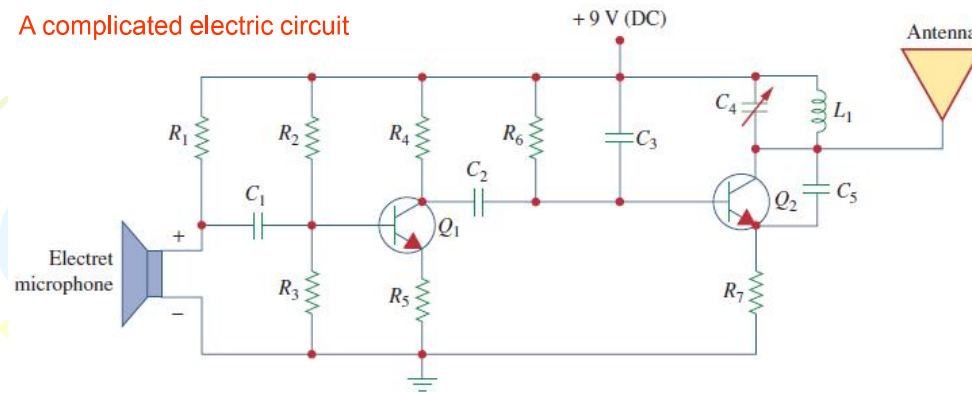 A complicated electric circuit
+ 9 V (DC)
Antenna
R1
R2
R4
R6
C3
C4
L1
C1
C2
Q1
Q2
C5
+
Electret
microphone
−
R3
R5
R7